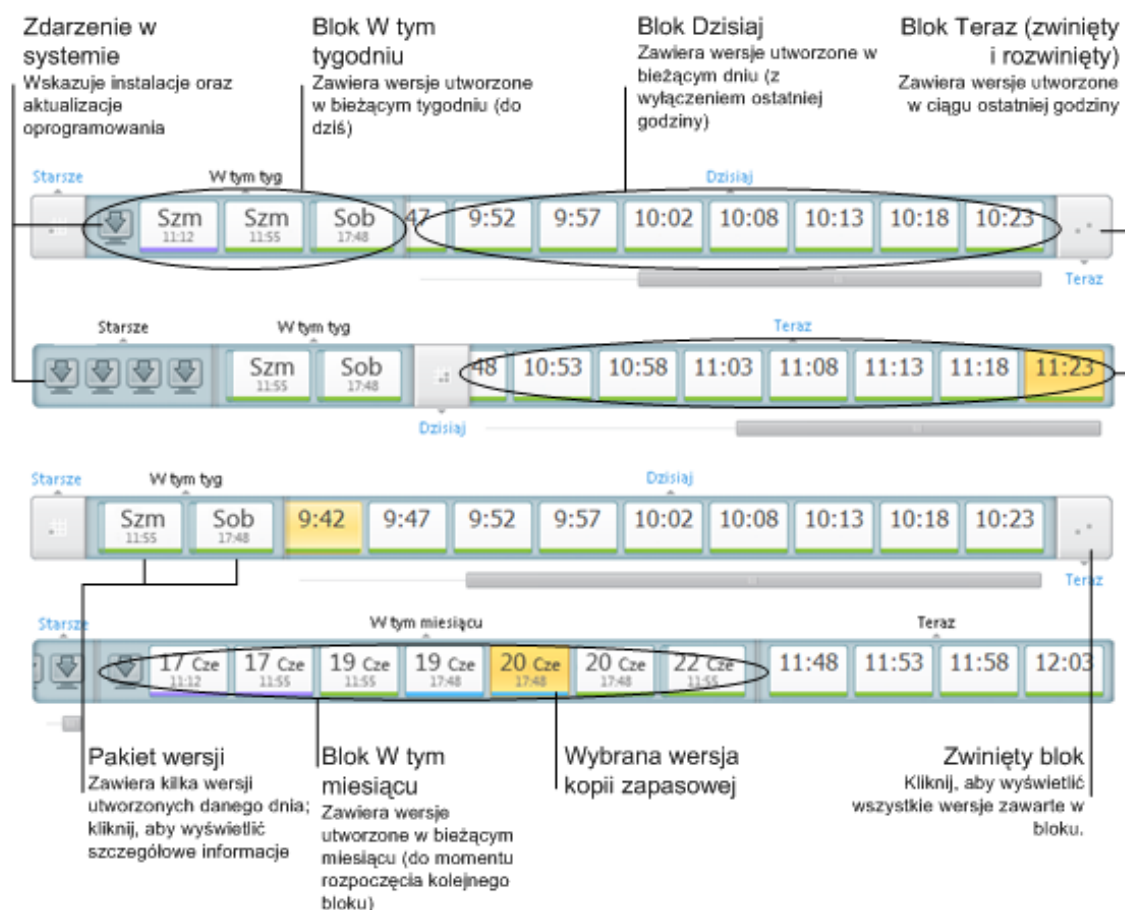 Zdarzenie w
systemie
Wskazuje instalacje oraz
aktualizacje
oprogramowania
Blok W tym
tygodniu
Zawiera wersje utworzone
w bieżącym tygodniu (do
dziś)
Blok Dzisiaj
Zawiera wersje utworzone w
bieżącym dniu (z
wyłączeniem ostatniej
godziny)
Blok Teraz (zwinięty
i rozwinięty)
Zawiera wersje utworzone
w ciągu ostatniej godziny
Starsze W tym tyg Dzisiaj
Szm Szm Sob 47 9:52 9:57 10:02 10:08 10:13 10:18 10:23
11:12 11:55 17:48
Teraz
Starsze W tym tyg Teraz
Szm Sob 48 10:53 10:58 11:03 11:08 11:13 11:18 11:23
11:55 17:48
Dzisiaj
Starsze W tym tyg Dzisiaj
Szm Sob 9:42 9:47 9:52 9:57 10:02 10:08 10:13 10:18 10:23
11:55 17:48
Teraz
Starsze W tym miesiącu Teraz
17 Cze 17 Cze 19 Cze 19 Cze 20 Cze 20 Cze 22 Cze 11:48 11:53 11:58 12:03
11:12 11:55 11:55 17:48 17:48 17:48 11:55
Pakiet wersji
Zawiera kilka wersji
utworzonych danego dnia;
kliknij, aby wyświetlić
szczegółowe informacje
Blok W tym
miesiącu
Zawiera wersje
utworzone w bieżącym
miesiącu (do momentu
rozpoczęcia kolejnego
bloku)
Wybrana wersja
kopii zapasowej
Zwinięty blok
Kliknij, aby wyświetlić
wszystkie wersje zawarte w
bloku.